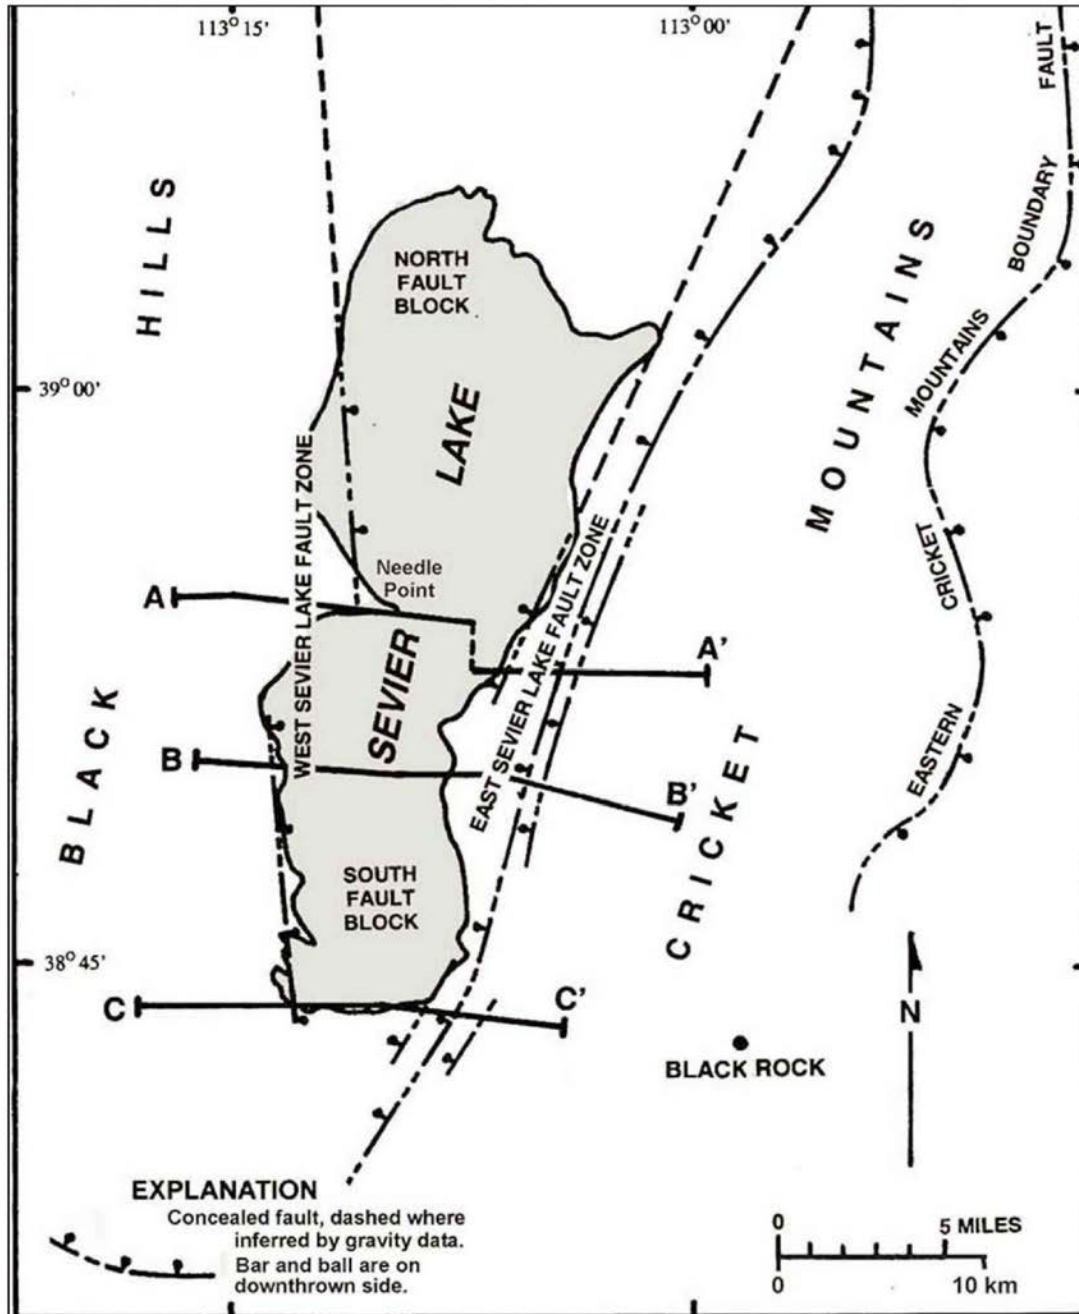 113° 15'
113° 00'
FAULT
BOUNDARY
MOUNTAINS
CRICKET
EASTERN
HILLS
BLACK
NORTH
FAULT
BLOCK
MOUNTAINS
CRICKET
39° 00'
LAKE
SEVIER
WEST SEVIER LAKE FAULT ZONE
EAST SEVIER LAKE FAULT ZONE
Needle
Point
A
A'
B
B'
SOUTH
FAULT
BLOCK
38° 45'
C
C'
N
BLACK ROCK
EXPLANATION
Concealed fault, dashed where
inferred by gravity data.
Bar and ball are on
downthrown side.
0
5 MILES
0
10 km